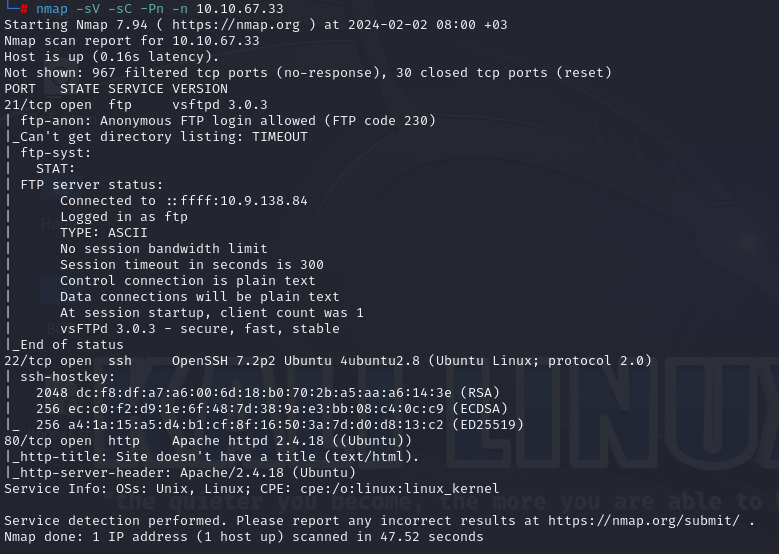 └─# nmap -sV -sC -Pn -n 10.10.67.33
Starting Nmap 7.94 ( https://nmap.org ) at 2024-02-02 08:00 +03
Nmap scan report for 10.10.67.33
Host is up (0.16s latency).
Not shown: 967 filtered tcp ports (no-response), 30 closed tcp ports (reset)
PORT   STATE SERVICE VERSION
21/tcp open  ftp     vsftpd 3.0.3
| ftp-anon: Anonymous FTP login allowed (FTP code 230)
|_Can't get directory listing: TIMEOUT
| ftp-syst:
|   STAT:
| FTP server status:
|      Connected to ::ffff:10.9.138.84
|      Logged in as ftp
|      TYPE: ASCII
|      No session bandwidth limit
|      Session timeout in seconds is 300
|      Control connection is plain text
|      Data connections will be plain text
|      At session startup, client count was 1
|      vsFTPd 3.0.3 - secure, fast, stable
|_End of status
22/tcp open  ssh     OpenSSH 7.2p2 Ubuntu 4ubuntu2.8 (Ubuntu Linux; protocol 2.0)
| ssh-hostkey:
|   2048 dc:f8:df:a7:a6:00:6d:18:b0:70:2b:a5:aa:a6:14:3e (RSA)
|   256 ec:c0:f2:d9:1e:6f:48:7d:38:9a:e3:bb:08:c4:0c:c9 (ECDSA)
|_  256 a4:1a:15:a5:d4:b1:cf:8f:16:50:3a:7d:d0:d8:13:c2 (ED25519)
80/tcp open  http    Apache httpd 2.4.18 ((Ubuntu))
|_http-title: Site doesn't have a title (text/html).
|_http-server-header: Apache/2.4.18 (Ubuntu)
Service Info: OSs: Unix, Linux; CPE: cpe:/o:linux:linux_kernel
KALI LINUX
"the quieter you become, the more you are able to
Service detection performed. Please report any incorrect results at https://nmap.org/submit/ .
Nmap done: 1 IP address (1 host up) scanned in 47.52 seconds